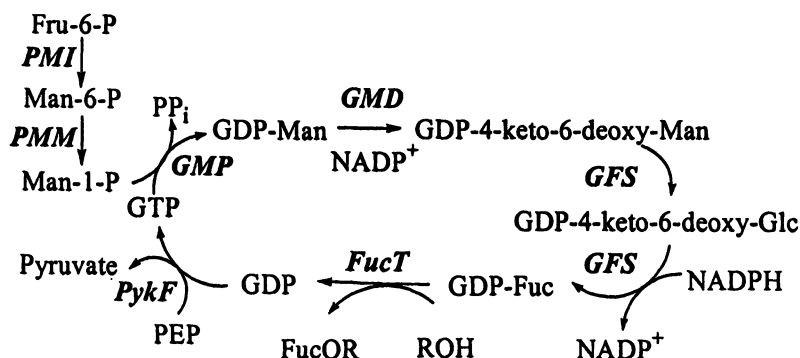 Fru-6-P
PMI
Man-6-P
PMM
Man-1-P
PPi
GMP
GTP
GDP-Man
GMD
NADP+
GDP-4-keto-6-deoxy-Man
GFS
GDP-4-keto-6-deoxy-Glc
GFS
NADPH
NADP+
GDP-Fuc
FucT
ROH
FucOR
GDP
PykF
PEP
Pyruvate